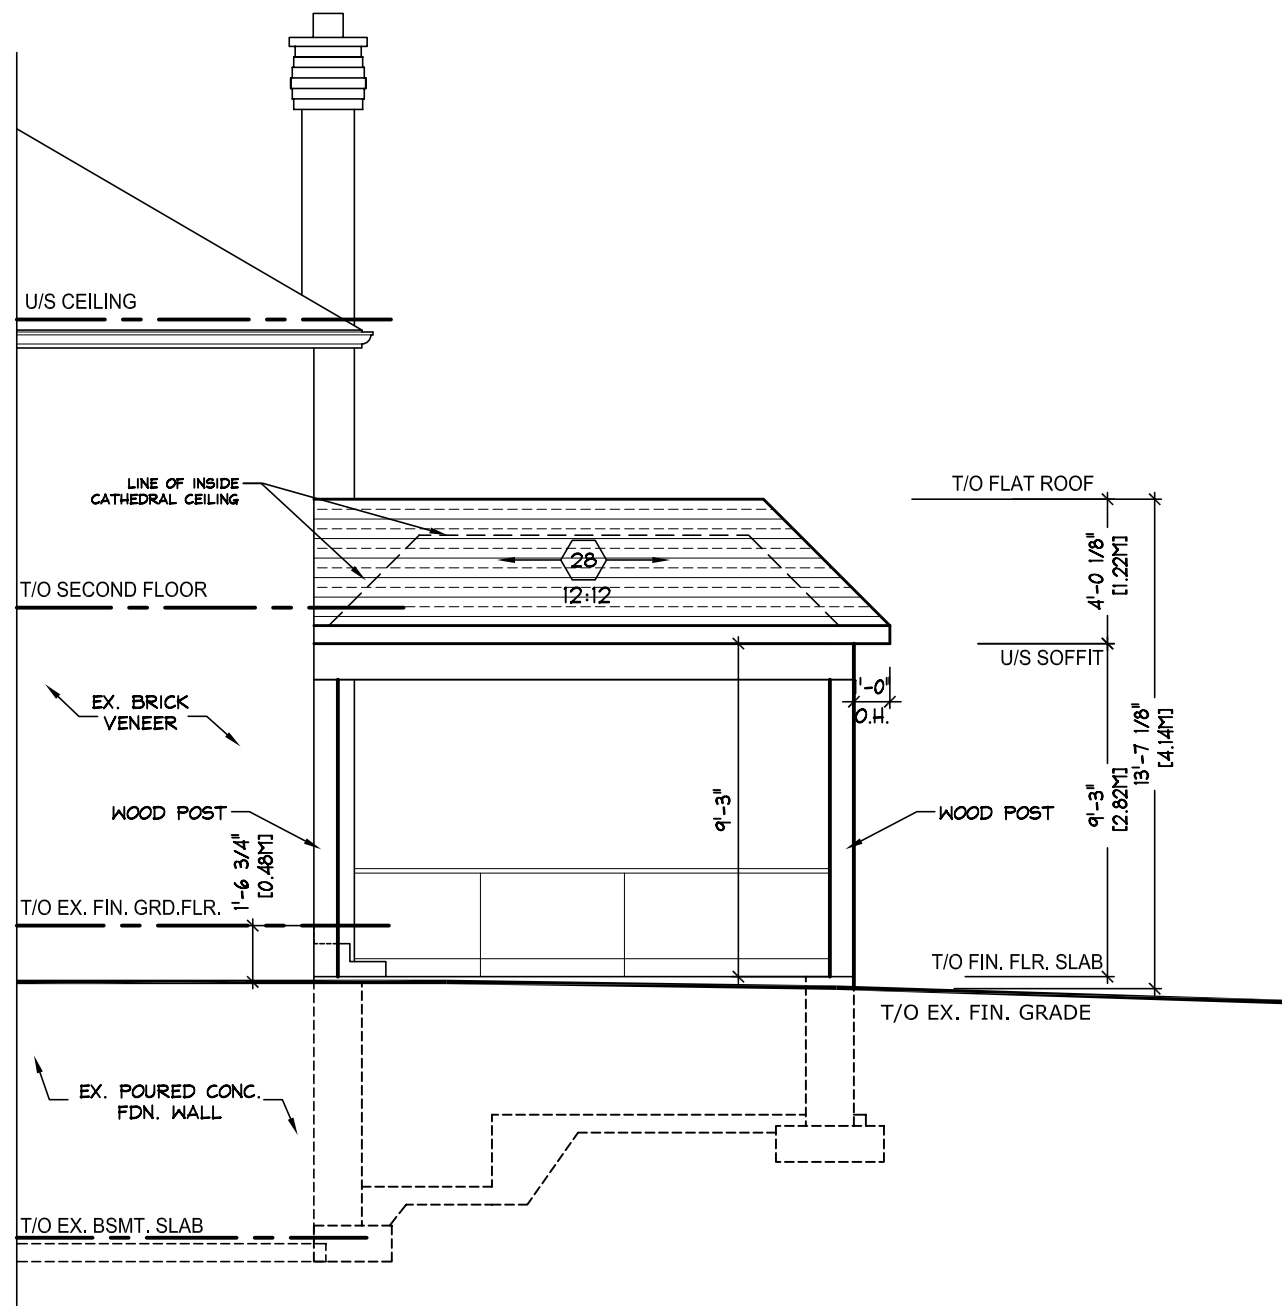 U/S CEILING
LINE OF INSIDE
CATHEDRAL CEILING
T/O FLAT ROOF
28
12:12
4'-0 1/8"
[1.22M]
T/O SECOND FLOOR
U/S SOFFIT
EX. BRICK
VENEER
1'-0"
O.H.
13'-7 1/8"
[4.14M]
WOOD POST
9'-3"
WOOD POST
9'-3"
[2.82M]
1'-6 3/4"
[0.48M]
T/O EX. FIN. GRD.FLR.
T/O FIN. FLR. SLAB
T/O EX. FIN. GRADE
EX. POURED CONC.
FDN. WALL
T/O EX. BSMT. SLAB